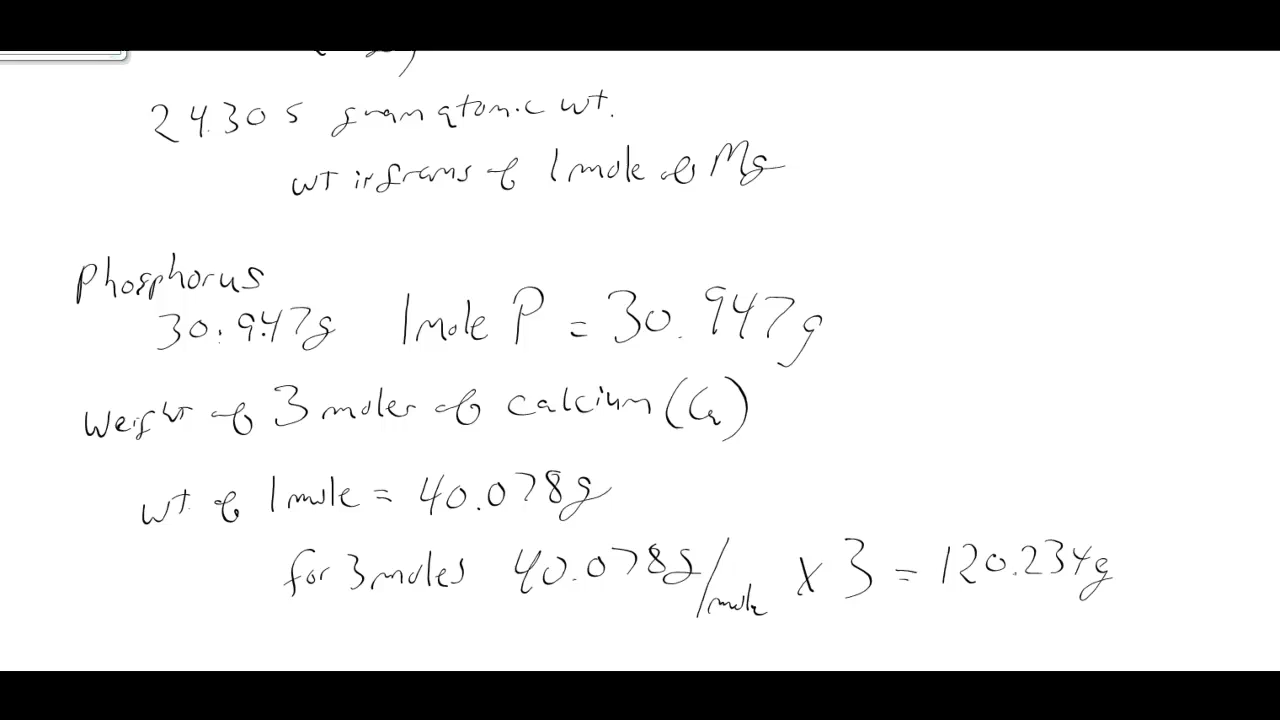 24.305 gram atomic wt.
wt in grams of 1 mole of Mg
Phosphorus
30.947g 1 mole P = 30.947g
Weight of 3 moles of calcium (Ca)
wt of 1 mole = 40.078g
for 3 moles 40.078g/mole x 3 = 120.234g